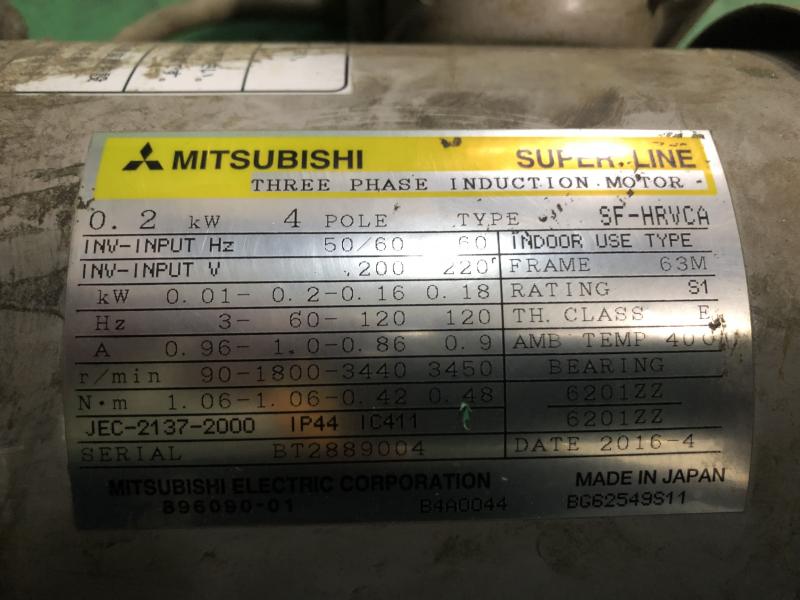 MITSUBISHI SUPER LINE
THREE PHASE INDUCTION MOTOR
0.2 kW 4 POLE TYPE SF-HRVCA
INV-INPUT Hz 50/60 60 INDOOR USE TYPE
INV-INPUT V 200 220 FRAME 63M
kW 0.01- 0.2-0.16 0.18 RATING S1
Hz 3- 60-120 120 TH. CLASS E
A 0.96- 1.0-0.86 0.9 AMB TEMP 40C
r/min 90-1800-3440 3450 BEARING
N·m 1.06-1.06-0.42 0.48 6201ZZ
JEC-2137-2000 IP44 IC411 6201ZZ
SERIAL BT2889004 DATE 2016-4
MITSUBISHI ELECTRIC CORPORATION MADE IN JAPAN
B96090-01 B4A0044 BG62549S11